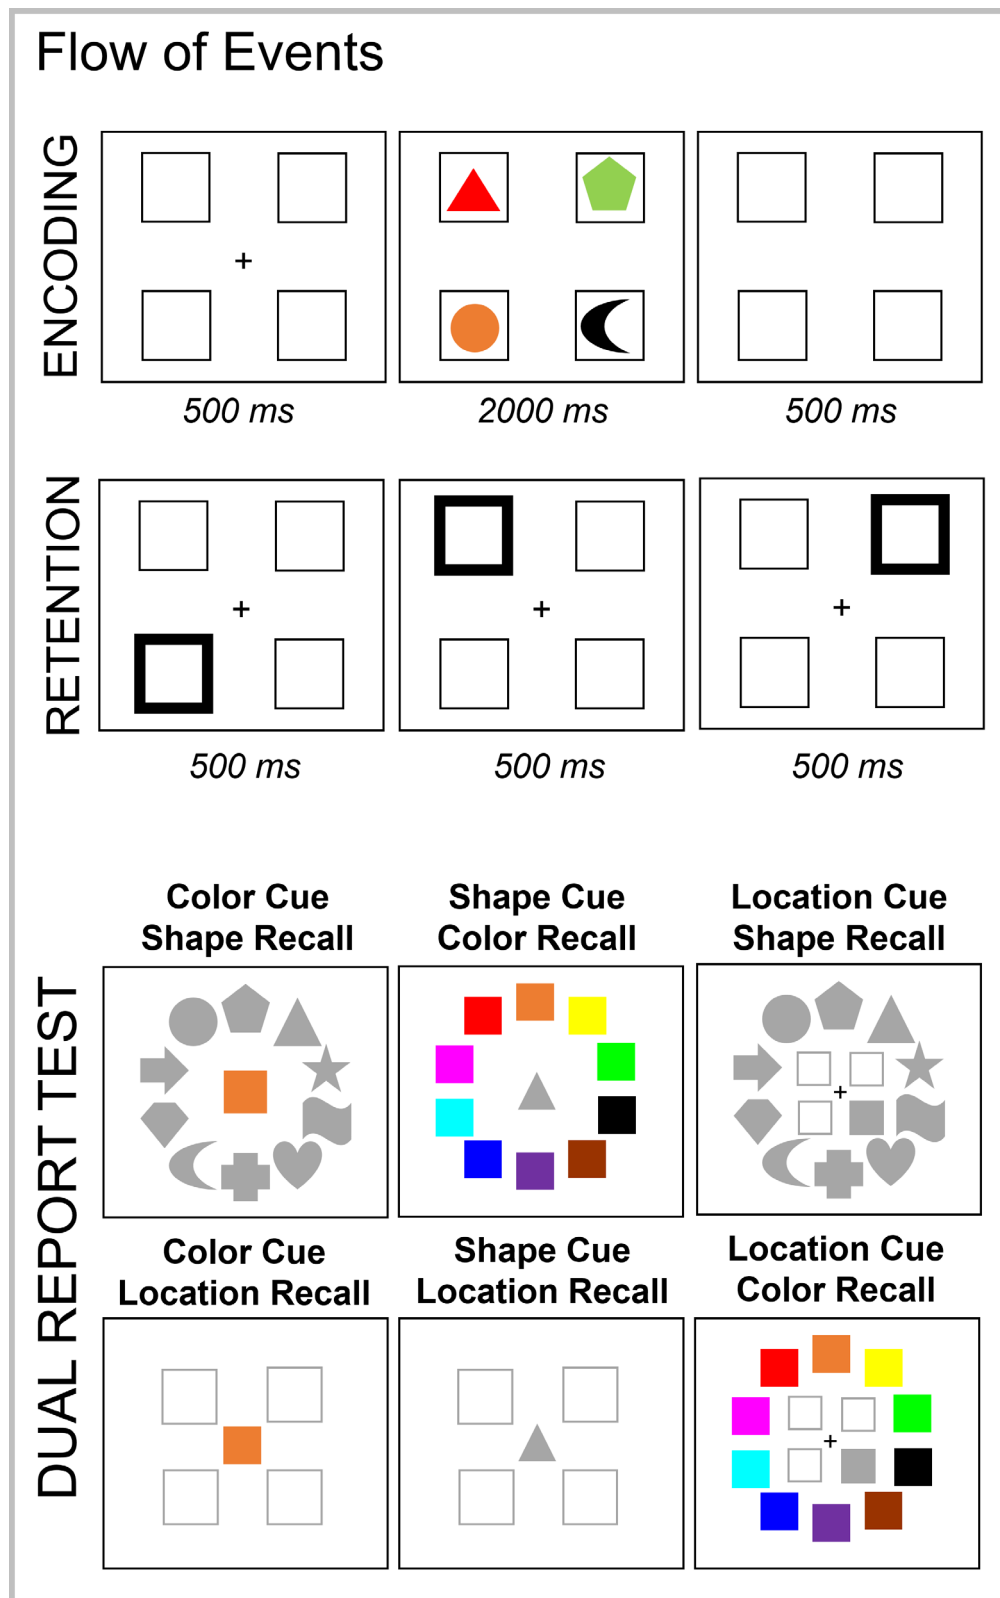 Flow of Events
ENCODING
500 ms
2000 ms
500 ms
RETENTION
500 ms
500 ms
500 ms
DUAL REPORT TEST
Color Cue
Shape Recall
Shape Cue
Color Recall
Location Cue
Shape Recall
Color Cue
Location Recall
Shape Cue
Location Recall
Location Cue
Color Recall